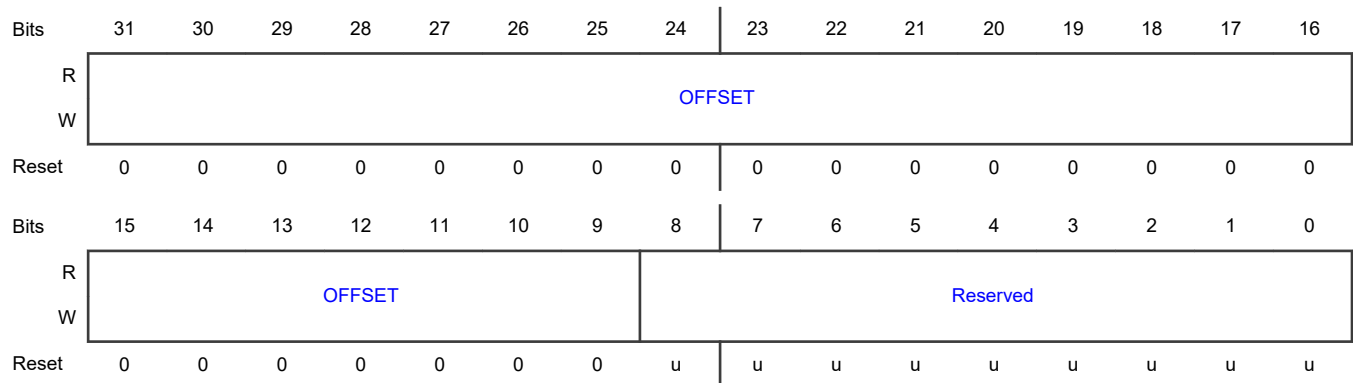 Bits 31 30 29 28 27 26 25 24 23 22 21 20 19 18 17 16
R
OFFSET
W
Reset 0 0 0 0 0 0 0 0 0 0 0 0 0 0 0 0
Bits 15 14 13 12 11 10 9 8 7 6 5 4 3 2 1 0
R
OFFSET Reserved
W
Reset 0 0 0 0 0 0 0 u u u u u u u u u